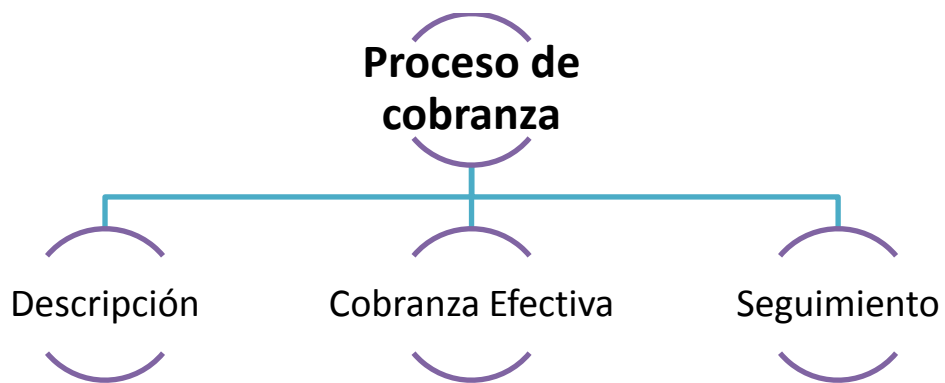 Proceso de
cobranza
Descripción
Cobranza Efectiva
Seguimiento